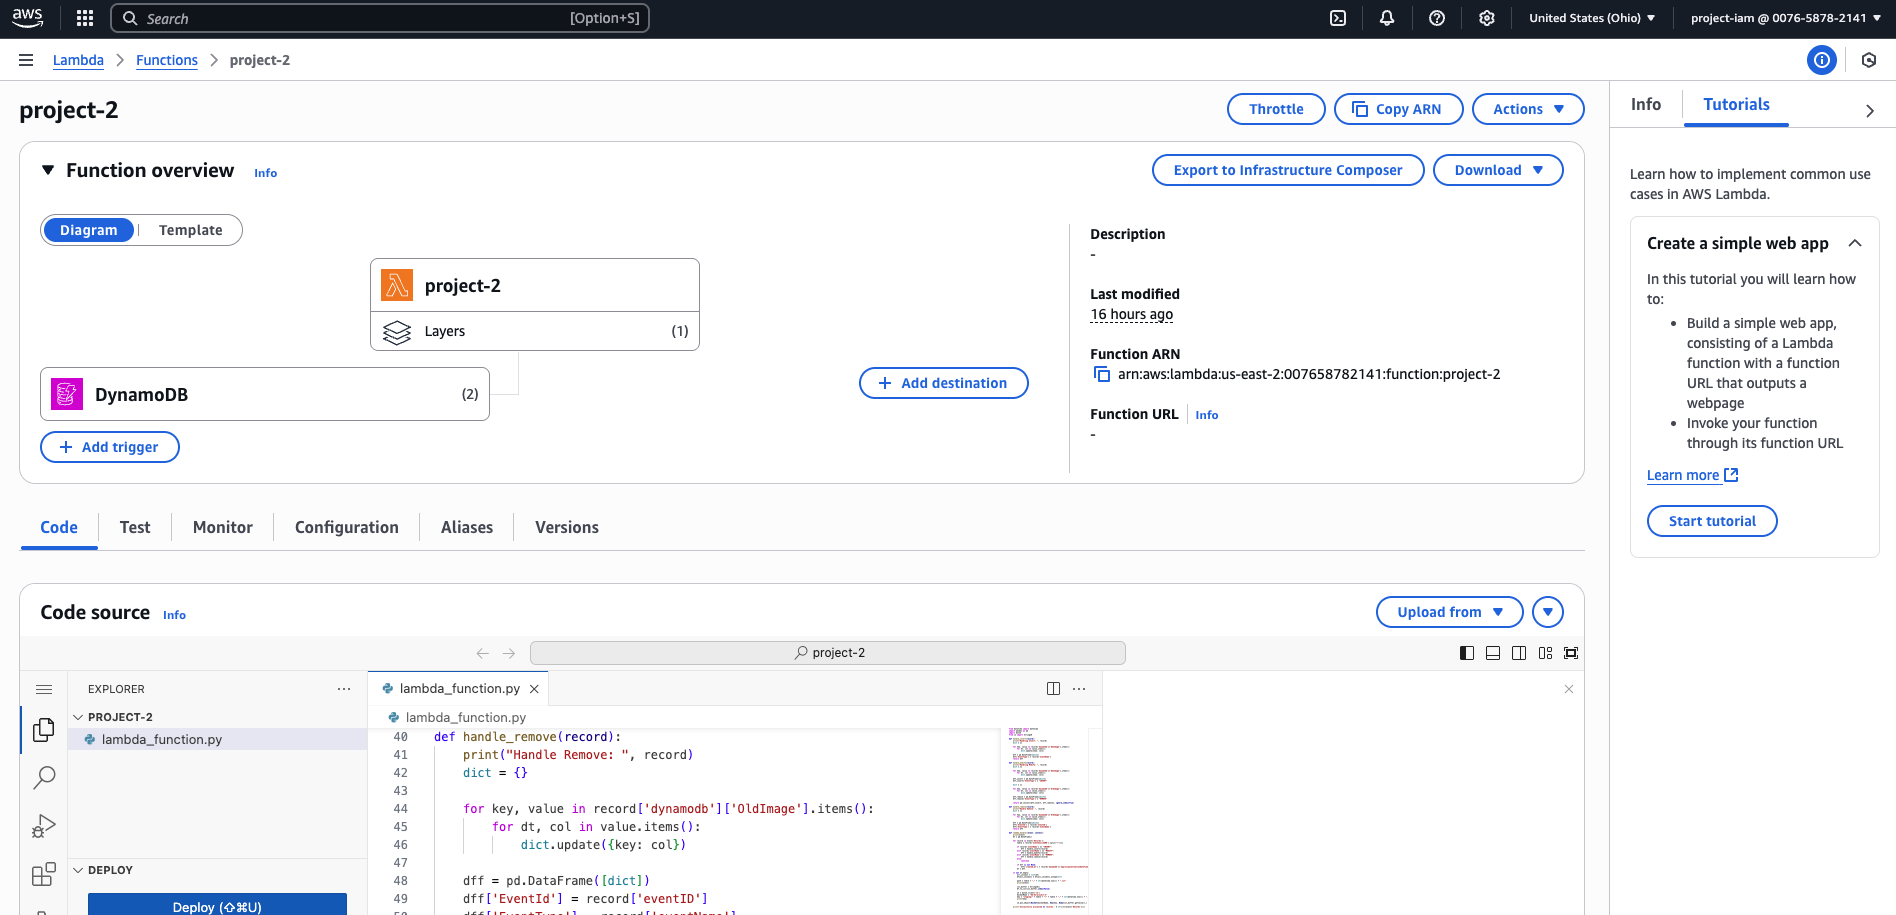 aws
Search
[Option+S]
United States (Ohio)
project-iam @ 0076-5878-2141
Lambda
Functions
project-2
project-2
Throttle
Copy ARN
Actions
Function overview
Info
Export to Infrastructure Composer
Download
Diagram
Template
project-2
Layers
(1)
DynamoDB
(2)
Add trigger
Add destination
Description
-
Last modified
16 hours ago
Function ARN
arn:aws:lambda:us-east-2:007658782141:function:project-2
Function URL
Info
-
Info
Tutorials
Learn how to implement common use
cases in AWS Lambda.
Create a simple web app
In this tutorial you will learn how
to:
• Build a simple web app,
consisting of a Lambda
function with a function
URL that outputs a
webpage
• Invoke your function
through its function URL
Learn more
Start tutorial
Code
Test
Monitor
Configuration
Aliases
Versions
Code source
Info
Upload from
project-2
EXPLORER
PROJECT-2
lambda_function.py
DEPLOY
Deploy (⇧⌘U)
lambda_function.py
lambda_function.py
40 def handle_remove(record):
41 print("Handle Remove: ", record)
42 dict = {}
43
44 for key, value in record['dynamodb']['OldImage'].items():
45 for dt, col in value.items():
46 dict.update({key: col})
47
48 dff = pd.DataFrame([dict])
49 dff['EventId'] = record['eventID']
50 dff['EventType'] = record['eventName']